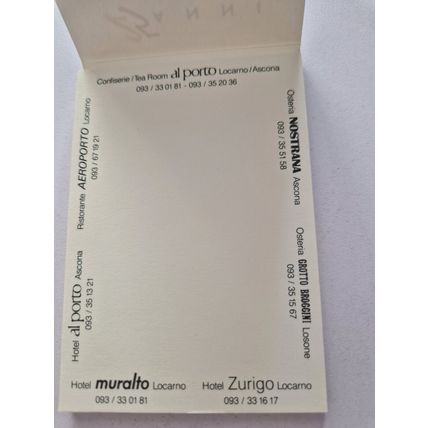 Confiserie/Tea Room al porto Locarno/Ascona
093 / 33 01 81 - 093 / 35 20 36
Osteria NOSTRANA Ascona
093 / 35 51 58
Osteria GROTTO BROGGINI Losone
093 / 35 15 67
Hotel Zurigo Locarno
093 / 33 16 17
Hotel muralto Locarno
093 / 33 01 81
Hotel al porto Ascona
093 / 35 13 21
Ristorante AEROPORTO Locarno
093 / 67 19 21